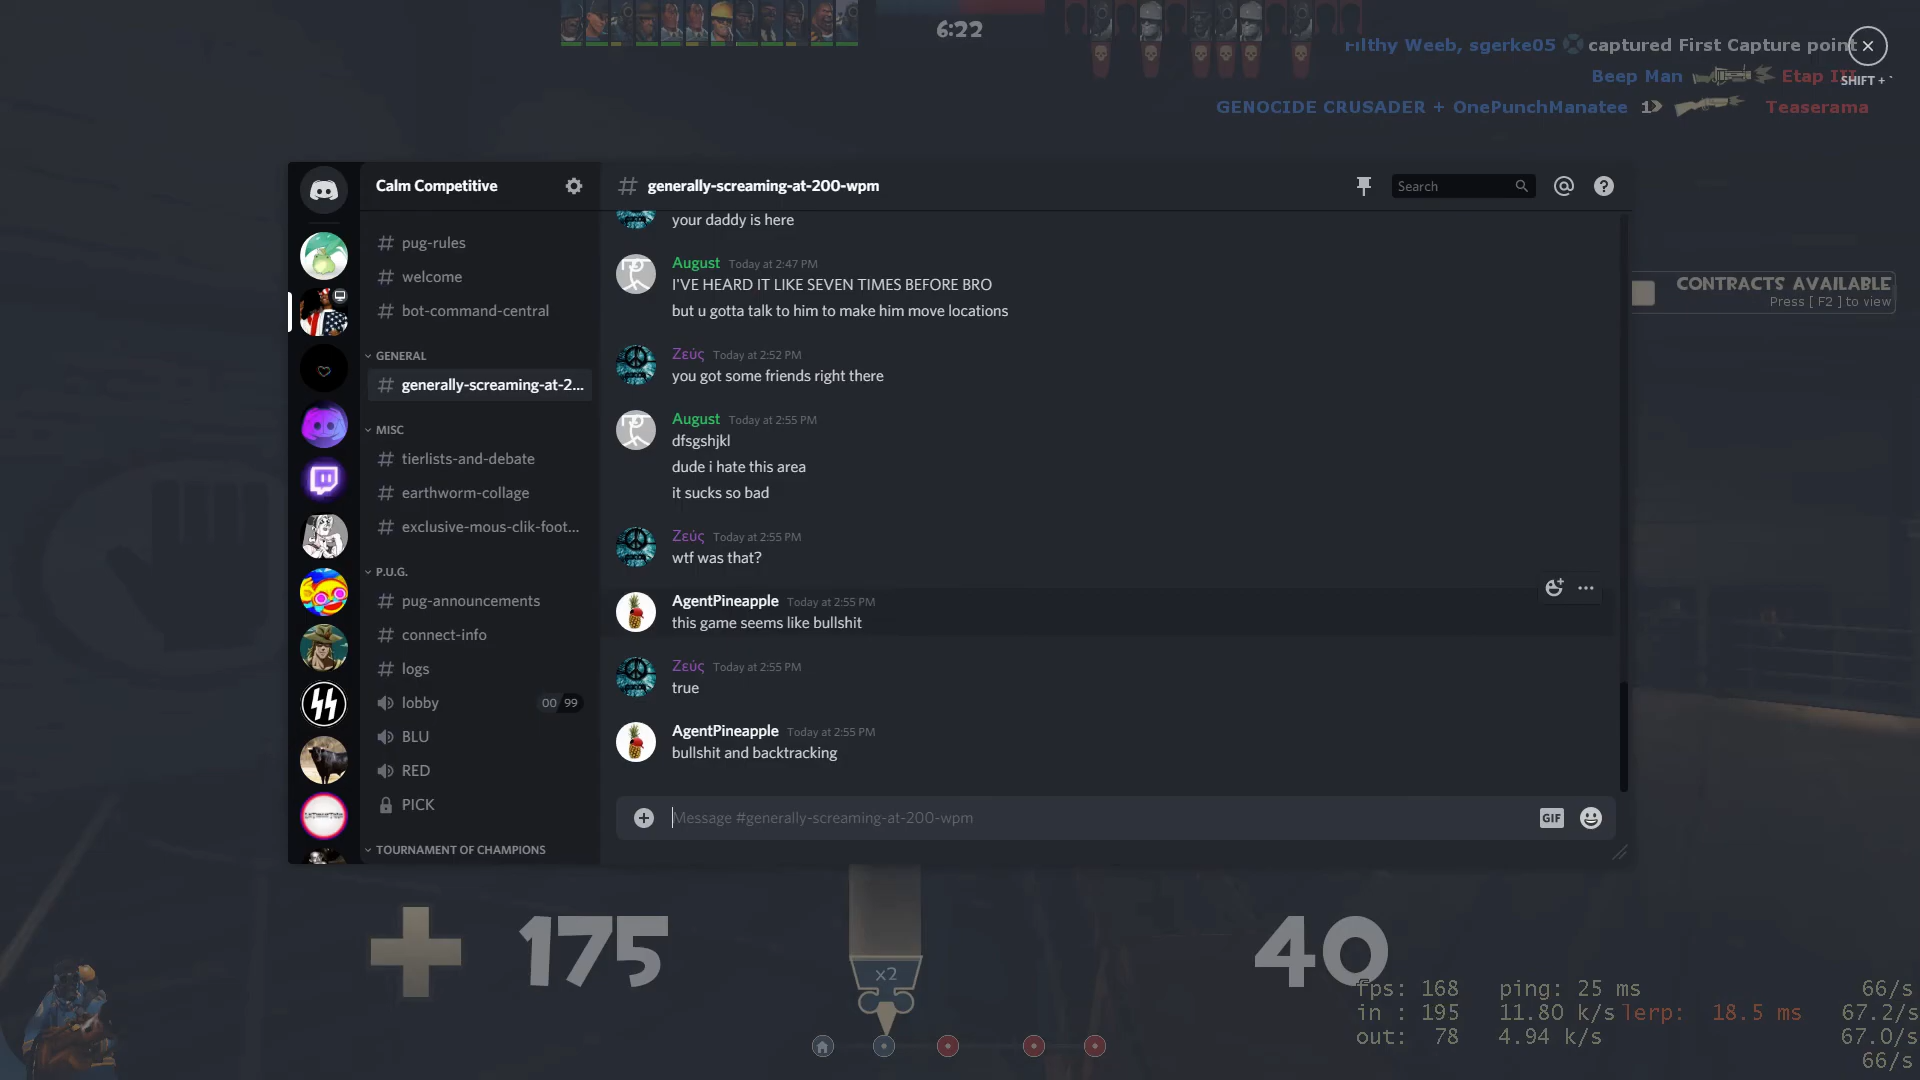 6:22
Filthy Weeb, sgerke05 captured First Capture point
Beep Man Etap III
SHIFT + `
GENOCIDE CRUSADER + OnePunchManatee 1> Teaserama
Calm Competitive
generally-screaming-at-200-wpm
Search
pug-rules
welcome
bot-command-central
GENERAL
generally-screaming-at-2...
MISC
tierlists-and-debate
earthworm-collage
exclusive-mous-clik-foot...
P.U.G.
pug-announcements
connect-info
logs
lobby 00 99
BLU
RED
PICK
TOURNAMENT OF CHAMPIONS
your daddy is here
August Today at 2:47 PM
I'VE HEARD IT LIKE SEVEN TIMES BEFORE BRO
but u gotta talk to him to make him move locations
Ζεύς Today at 2:52 PM
you got some friends right there
August Today at 2:55 PM
dfsgshjkl
dude i hate this area
it sucks so bad
Ζεύς Today at 2:55 PM
wtf was that?
AgentPineapple Today at 2:55 PM
this game seems like bullshit
Ζεύς Today at 2:55 PM
true
AgentPineapple Today at 2:55 PM
bullshit and backtracking
Message #generally-screaming-at-200-wpm
GIF
CONTRACTS AVAILABLE
Press [ F2 ] to view
175
x2
40
fps: 168 ping: 25 ms 66/s
in : 195 11.80 k/s lerp: 18.5 ms 67.2/s
out: 78 4.94 k/s 67.0/s
66/s